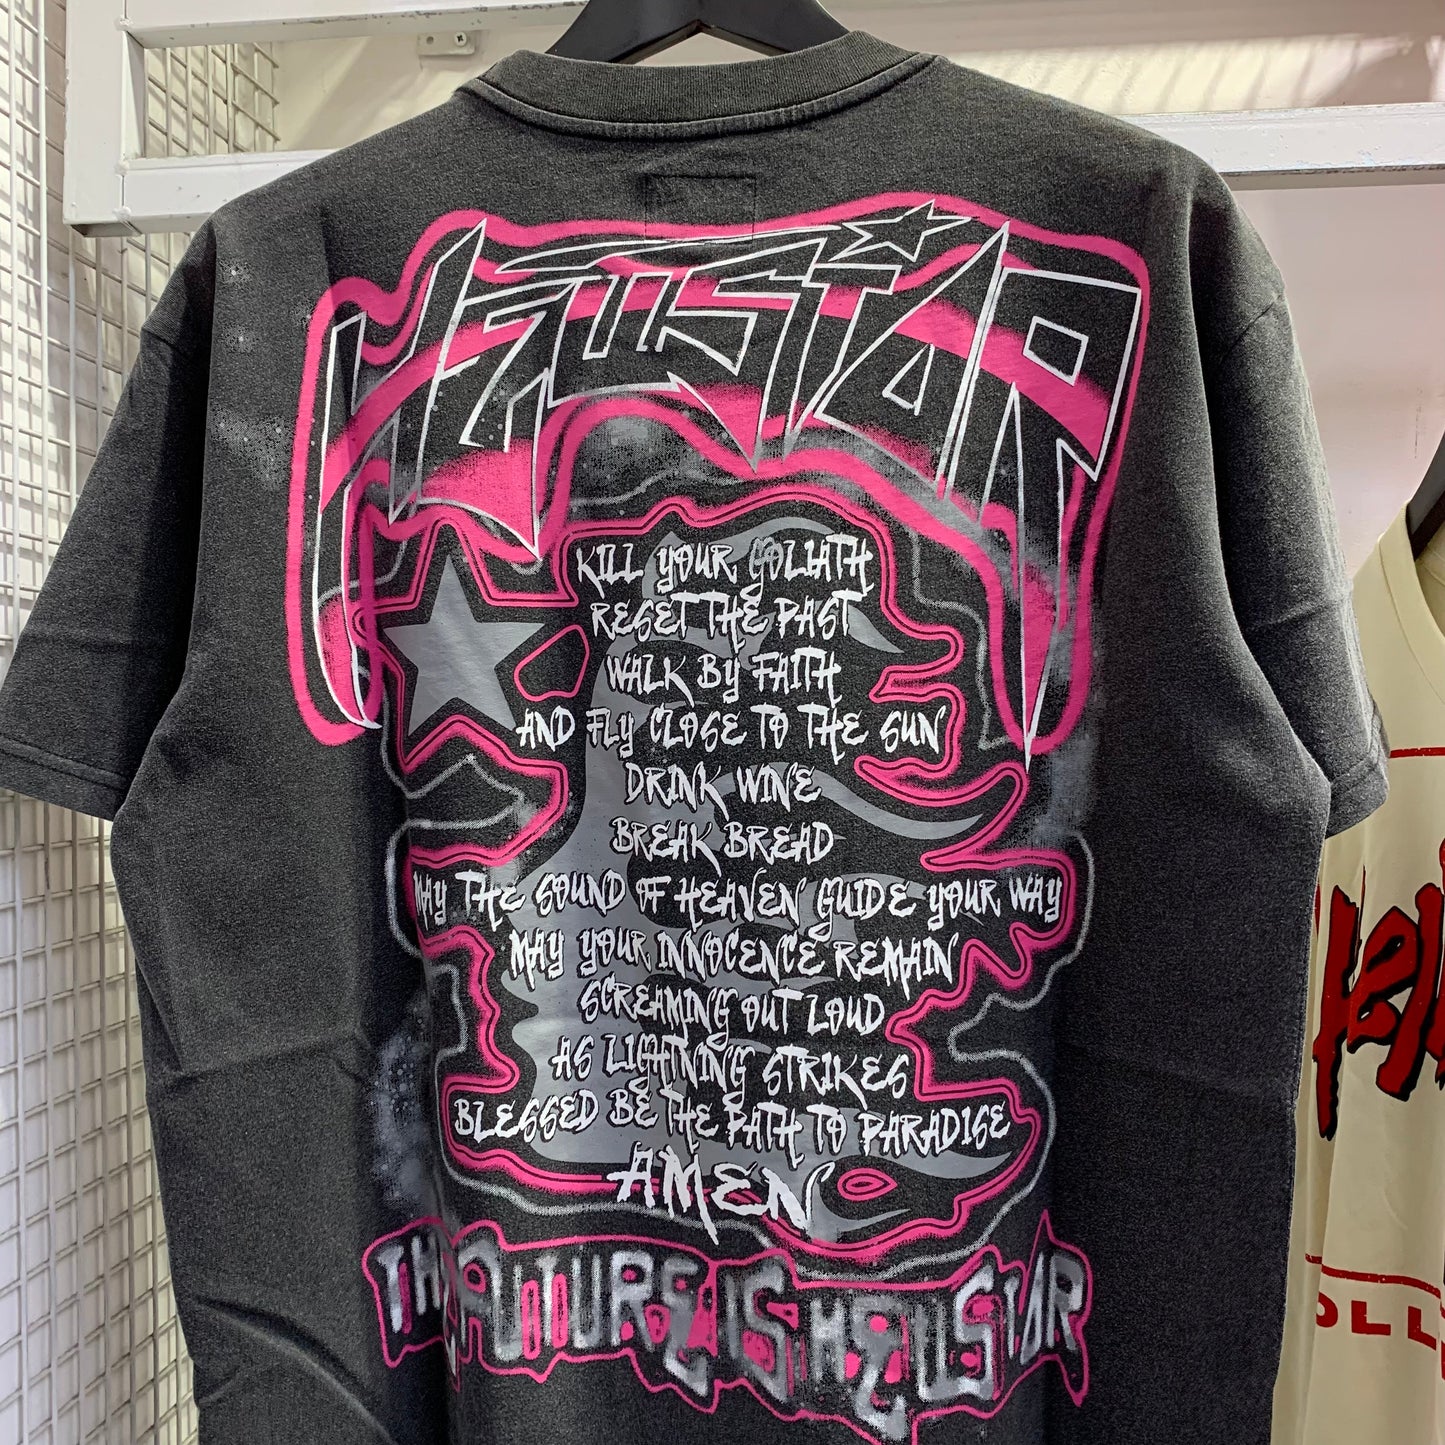 HELLSTAR
KILL YOUR GOLIATH
RESET THE PAST
WALK BY FAITH
AND FLY CLOSE TO THE SUN
DRINK WINE
BREAK BREAD
MAY THE SOUND OF HEAVEN GUIDE YOUR WAY
MAY YOUR INNOCENCE REMAIN
SCREAMING OUT LOUD
AS LIGHTNING STRIKES
BLESSED BE THE PATH TO PARADISE
AMEN
THE FUTURE IS HELLSTAR